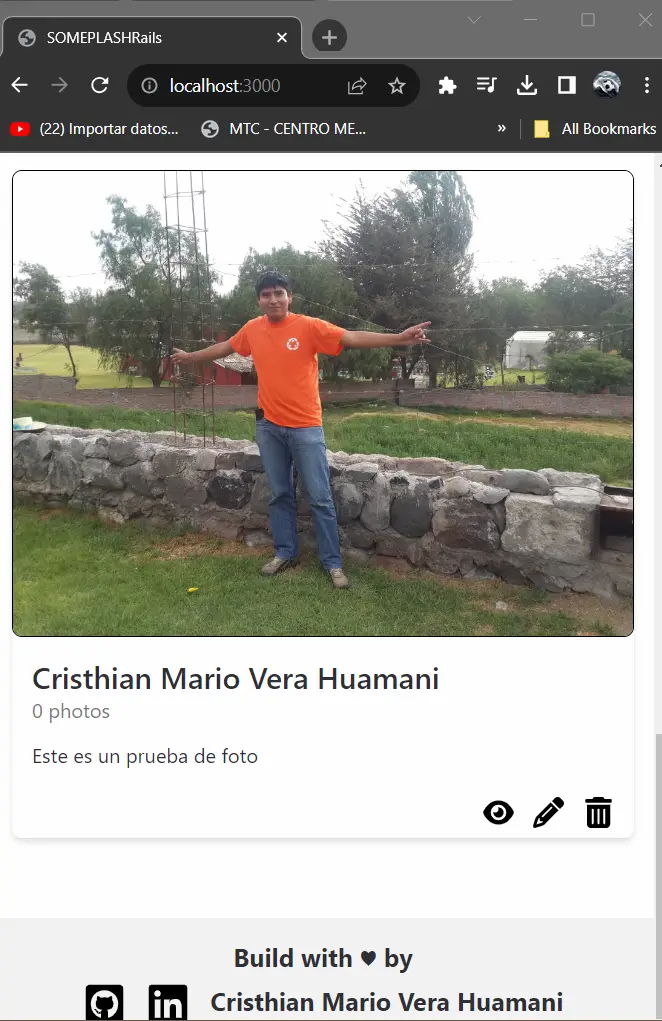 SOMEPLASHRails
localhost:3000
(22) Importar datos...
MTC - CENTRO ME...
»
All Bookmarks
Cristhian Mario Vera Huamani
0 photos
Este es un prueba de foto
Build with ♥ by
in
Cristhian Mario Vera Huamani